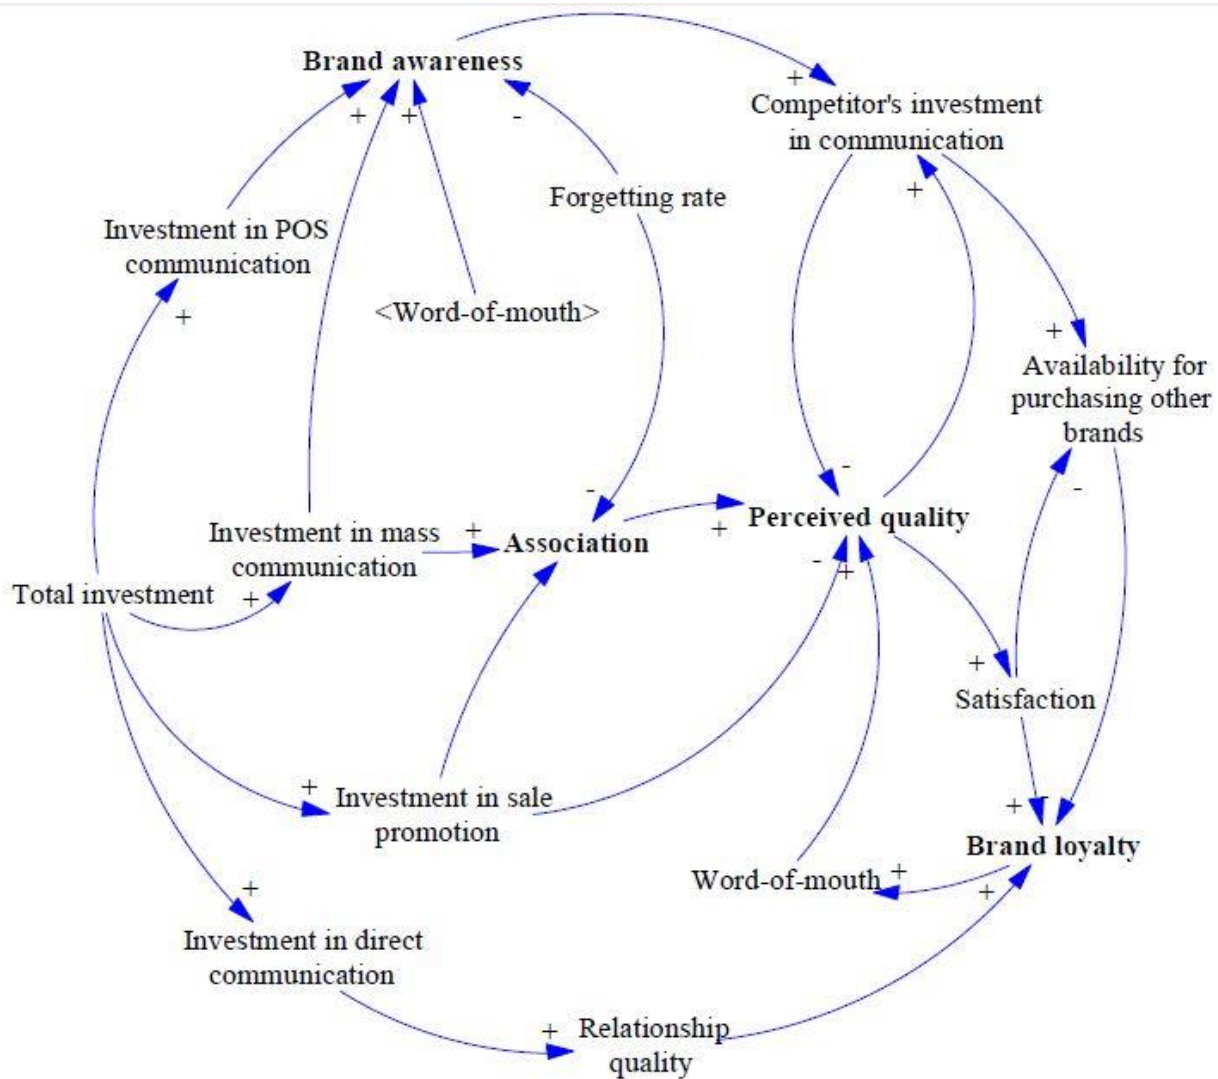 Brand awareness
+
Competitor's investment
in communication
+
+
-
Forgetting rate
+
Investment in POS
communication
+
<Word-of-mouth>
+
Availability for
purchasing other
brands
-
-
-
Investment in mass
communication
+
Association
+
Perceived quality
-
+
Total investment
+
+
Satisfaction
+
Investment in sale
promotion
+
-
Brand loyalty
Word-of-mouth
+
+
+
Investment in direct
communication
+
Relationship
quality